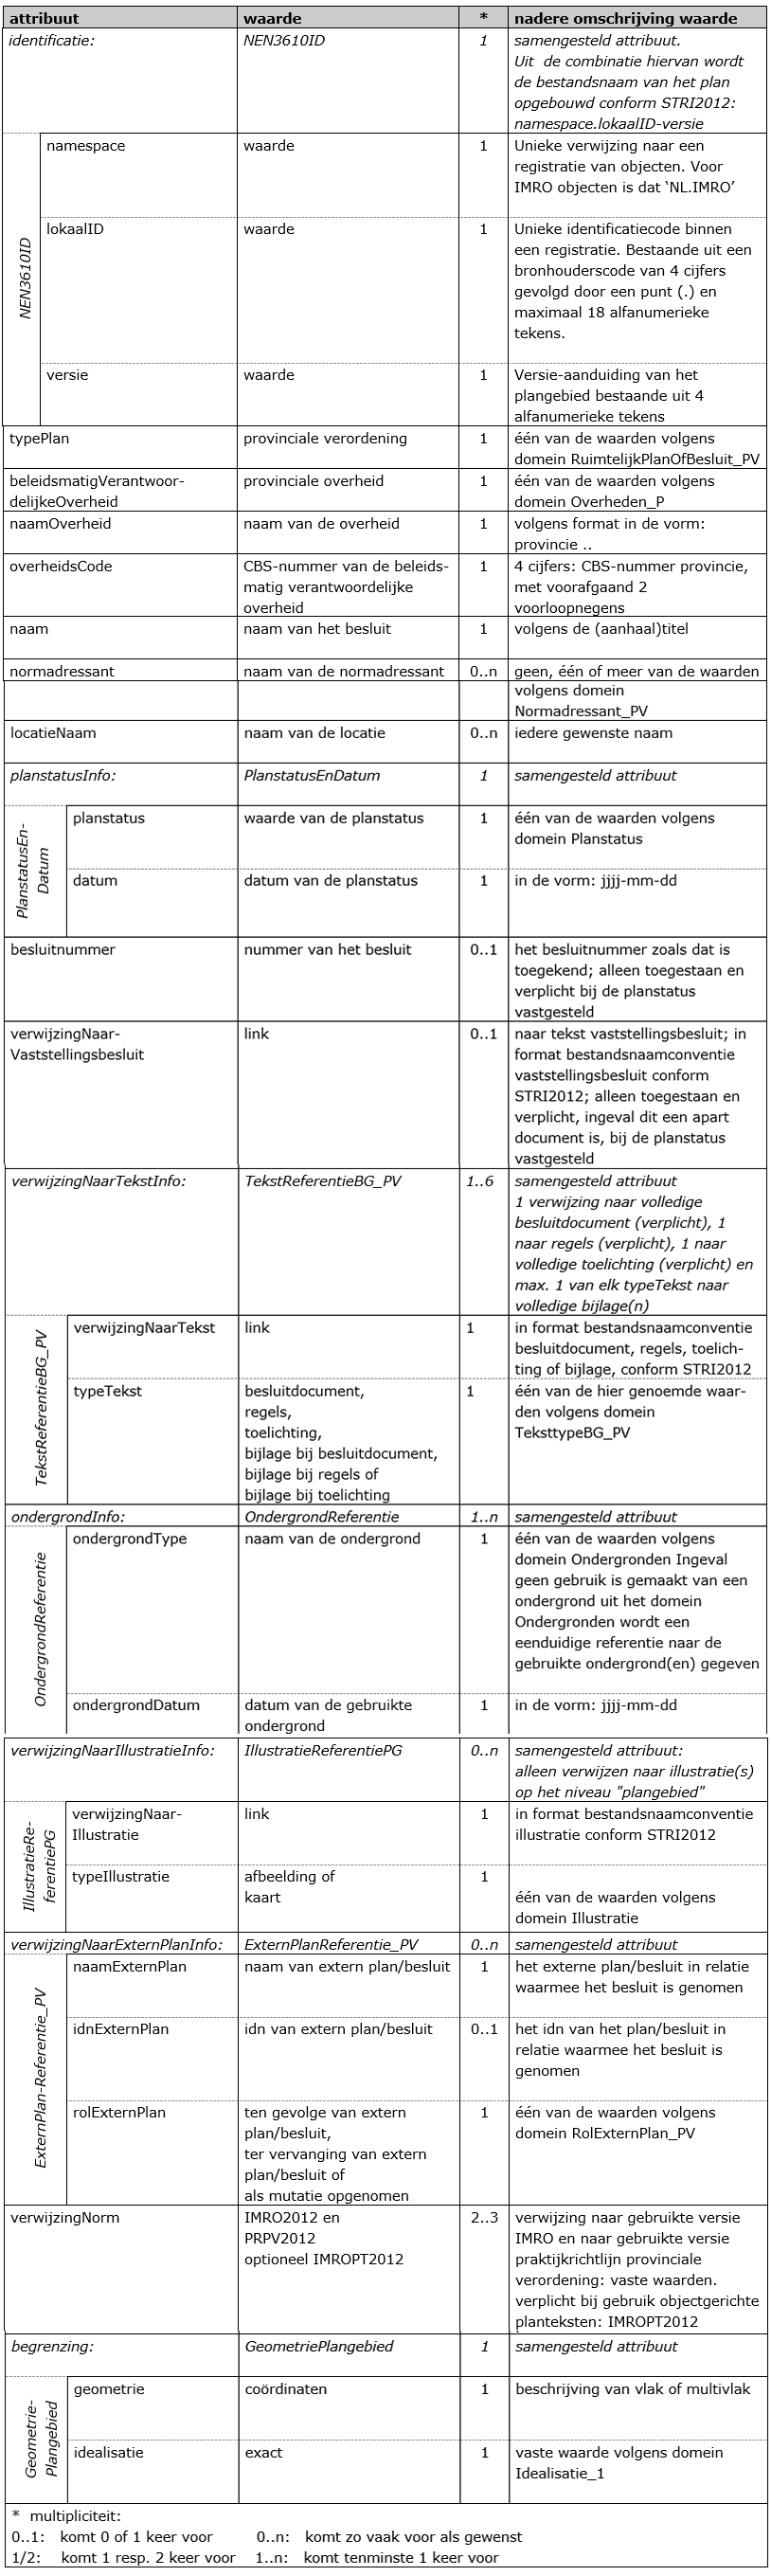 attribuut waarde * nadere omschrijving waarde
identificatie: NEN3610ID 1 samengesteld attribuut.
Uit de combinatie hiervan wordt
de bestandsnaam van het plan
opgebouwd conform STRI2012:
namespace.lokaalID-versie
NEN3610ID
namespace waarde 1 Unieke verwijzing naar een
registratie van objecten. Voor
IMRO objecten is dat ‘NL.IMRO’
lokaalID waarde 1 Unieke identificatiecode binnen
een registratie. Bestaande uit een
bronhouderscode van 4 cijfers
gevolgd door een punt (.) en
maximaal 18 alfanumerieke
tekens.
versie waarde 1 Versie-aanduiding van het
plangebied bestaande uit 4
alfanumerieke tekens
typePlan provinciale verordening 1 één van de waarden volgens
domein RuimtelijkPlanOfBesluit_PV
beleidsmatigVerantwoor- provinciale overheid 1 één van de waarden volgens
delijkeOverheid domein Overheden_P
naamOverheid naam van de overheid 1 volgens format in de vorm:
provincie ..
overheidsCode CBS-nummer van de beleids- 1 4 cijfers: CBS-nummer provincie,
matig verantwoordelijke met voorafgaand 2
overheid voorloopnegens
naam naam van het besluit 1 volgens de (aanhaal)titel
normadressant naam van de normadressant 0..n geen, één of meer van de waarden
volgens domein
Normadressant_PV
locatieNaam naam van de locatie 0..n iedere gewenste naam
planstatusInfo: PlanstatusEnDatum 1 samengesteld attribuut
PlanstatusEn-
Datum
planstatus waarde van de planstatus 1 één van de waarden volgens
domein Planstatus
datum datum van de planstatus 1 in de vorm: jjjj-mm-dd
besluitnummer nummer van het besluit 0..1 het besluitnummer zoals dat is
toegekend; alleen toegestaan en
verplicht bij de planstatus
vastgesteld
verwijzingNaar- link 0..1 naar tekst vaststellingsbesluit; in
Vaststellingsbesluit format bestandsnaamconventie
vaststellingsbesluit conform
STRI2012; alleen toegestaan en
verplicht, ingeval dit een apart
document is, bij de planstatus
vastgesteld
verwijzingNaarTekstInfo: TekstReferentieBG_PV 1..6 samengesteld attribuut
1 verwijzing naar volledige
besluitdocument (verplicht), 1
naar regels (verplicht), 1 naar
volledige toelichting (verplicht) en
max. 1 van elk typeTekst naar
volledige bijlage(n)
TekstReferentieBG_PV
verwijzingNaarTekst link 1 in format bestandsnaamconventie
besluitdocument, regels, toelich-
ting of bijlage, conform STRI2012
typeTekst besluitdocument, 1 één van de hier genoemde waar-
regels, den volgens domein
toelichting, TeksttypeBG_PV
bijlage bij besluitdocument,
bijlage bij regels of
bijlage bij toelichting
ondergrondInfo: OndergrondReferentie 1..n samengesteld attribuut
OndergrondReferentie
ondergrondType naam van de ondergrond 1 één van de waarden volgens
domein Ondergronden Ingeval
geen gebruik is gemaakt van een
ondergrond uit het domein
Ondergronden wordt een
eenduidige referentie naar de
gebruikte ondergrond(en) gegeven
ondergrondDatum datum van de gebruikte 1 in de vorm: jjjj-mm-dd
ondergrond
verwijzingNaarIllustratieInfo: IllustratieReferentiePG 0..n samengesteld attribuut:
alleen verwijzen naar illustratie(s)
op het niveau "plangebied"
IllustratieRe-
ferentiePG
verwijzingNaar- link 1 in format bestandsnaamconventie
Illustratie illustratie conform STRI2012
typeIllustratie afbeelding of 1
kaart één van de waarden volgens
domein Illustratie
verwijzingNaarExternPlanInfo: ExternPlanReferentie_PV 0..n samengesteld attribuut
ExternPlan-Referentie_PV
naamExternPlan naam van extern plan/besluit 1 het externe plan/besluit in relatie
waarmee het besluit is genomen
idnExternPlan idn van extern plan/besluit 0..1 het idn van het plan/besluit in
relatie waarmee het besluit is
genomen
rolExternPlan ten gevolge van extern 1 één van de waarden volgens
plan/besluit, domein RolExternPlan_PV
ter vervanging van extern
plan/besluit of
als mutatie opgenomen
verwijzingNorm IMRO2012 en 2..3 verwijzing naar gebruikte versie
PRPV2012 IMRO en naar gebruikte versie
optioneel IMROPT2012 praktijkrichtlijn provinciale
verordening: vaste waarden.
verplicht bij gebruik objectgerichte
planteksten: IMROPT2012
begrenzing: GeometriePlangebied 1 samengesteld attribuut
Geometrie-
Plangebied
geometrie coördinaten 1 beschrijving van vlak of multivlak
idealisatie exact 1 vaste waarde volgens domein
Idealisatie_1
* multipliciteit:
0..1: komt 0 of 1 keer voor 0..n: komt zo vaak voor als gewenst
1/2: komt 1 resp. 2 keer voor 1..n: komt tenminste 1 keer voor